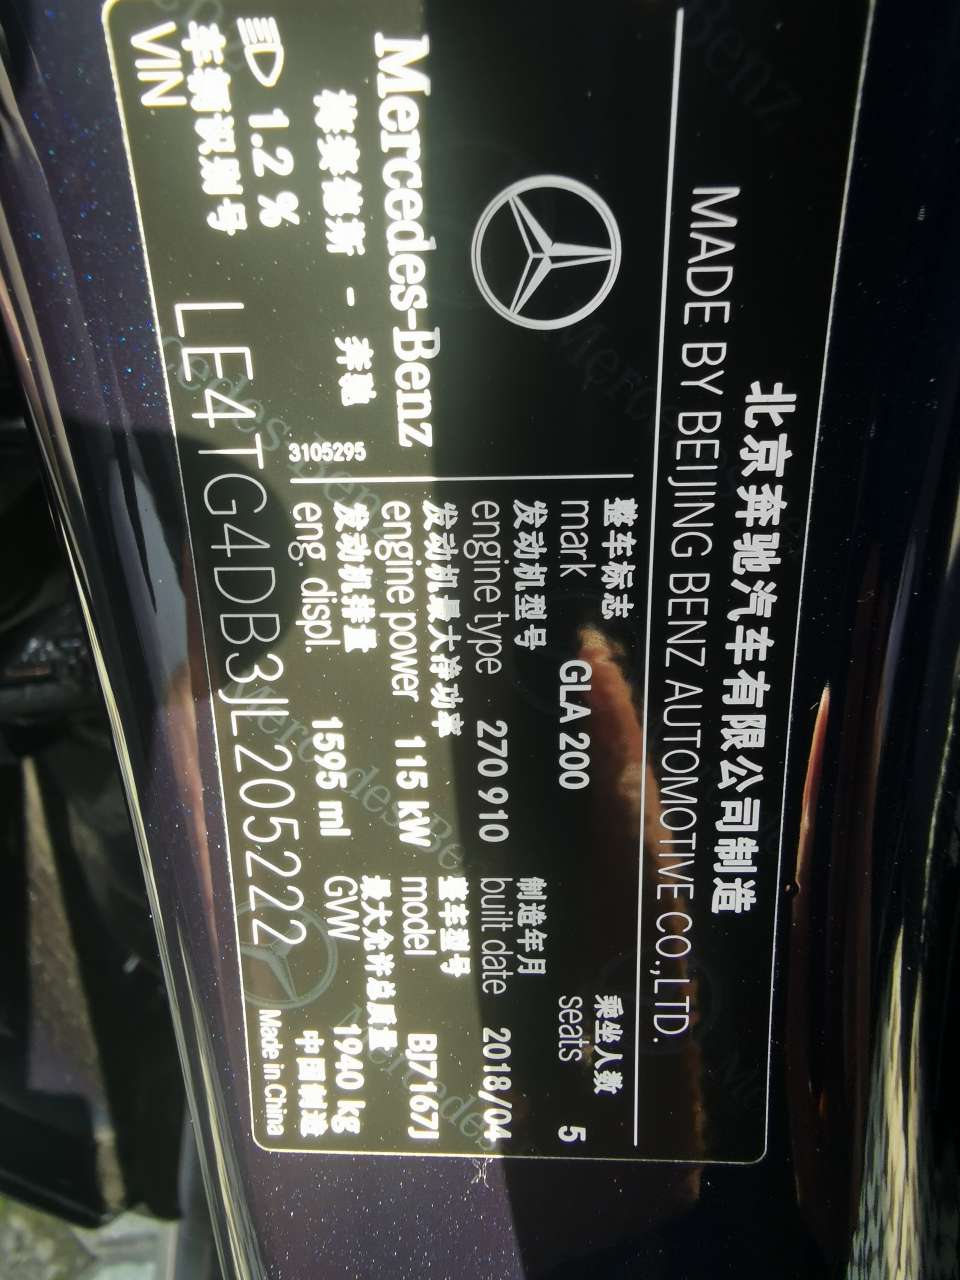 北京奔驰汽车有限公司制造
MADE BY BEIJING BENZ AUTOMOTIVE CO.,LTD.
整车标志
mark GLA 200
乘坐人数
seats 5
发动机型号
engine type 270 910
制造年月
built date 2018/04
Mercedes-Benz
梅赛德斯 - 奔驰
发动机最大净功率
engine power 115 kW
整车型号
model BJ7167J
发动机排量
eng. displ. 1595 ml
最大允许总质量
GVW 1940 kg
3105295
1.2 %
中国制造
Made in China
车辆识别号
VIN LE4TG4DB3JL205222